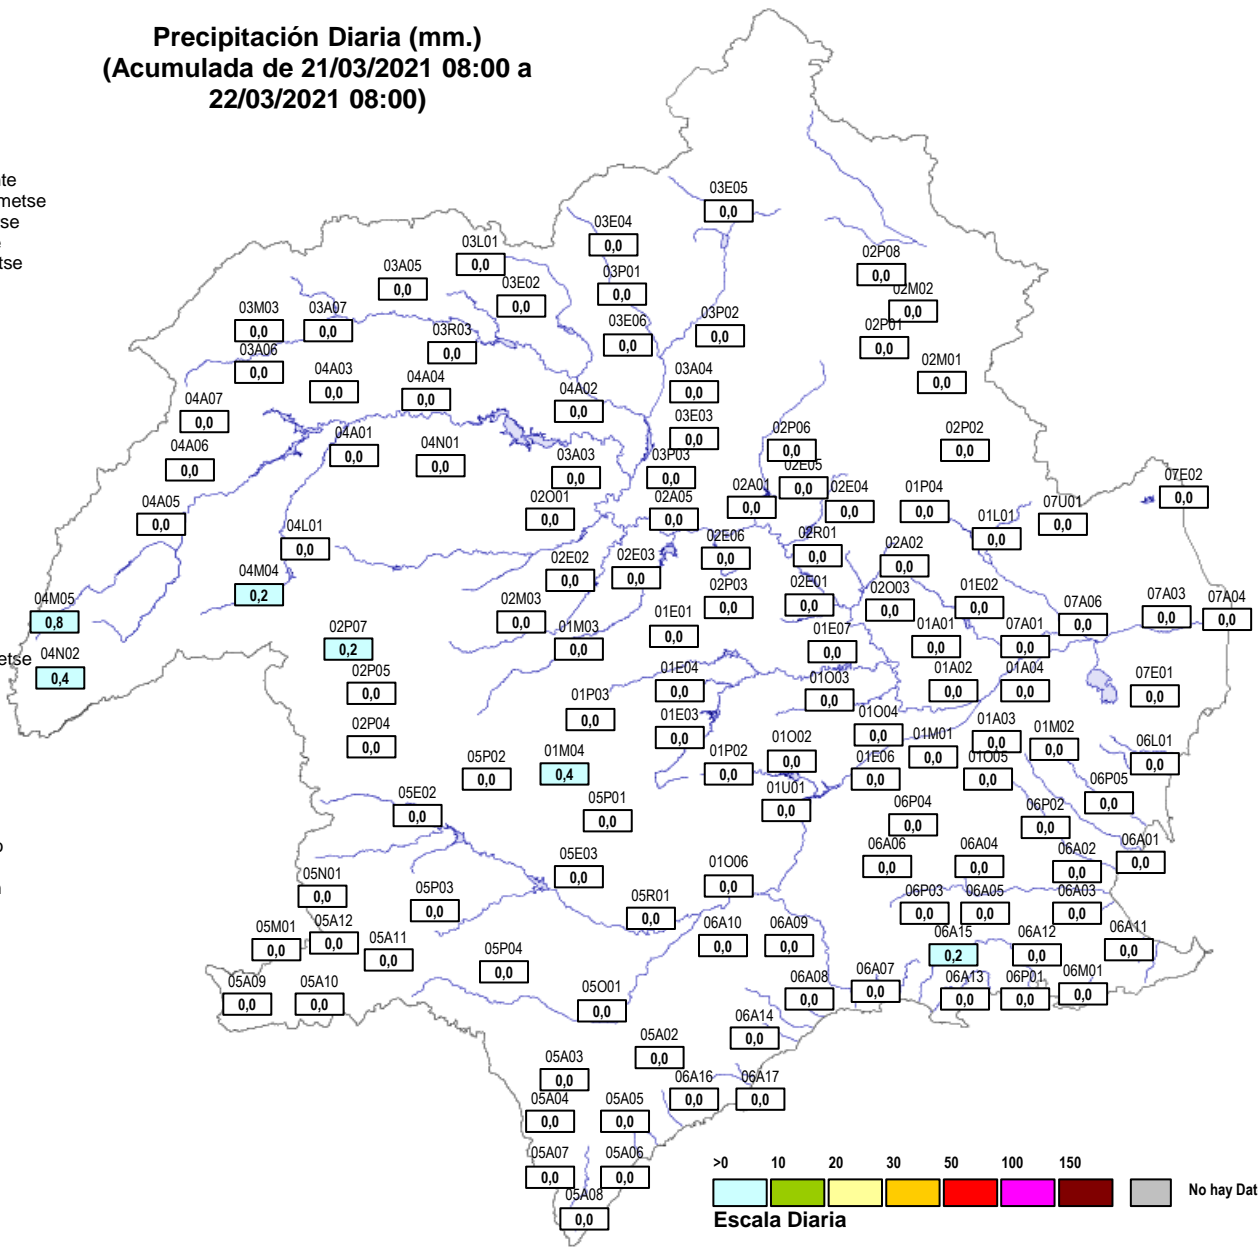 Precipitación Diaria (mm.)
(Acumulada de 21/03/2021 08:00 a
22/03/2021 08:00)
03E05
0,0
03E04
0,0
03L01
0,0
02P08
0,0
03A05
0,0
03P01
0,0
03E02
0,0
02M02
0,0
03M03
0,0
03A07
0,0
03P02
0,0
03E06
0,0
03R03
0,0
02P01
0,0
03A06
0,0
02M01
0,0
04A03
0,0
04A04
0,0
03A04
0,0
04A02
0,0
04A07
0,0
03E03
0,0
02P06
0,0
02P02
0,0
04A01
0,0
04N01
0,0
04A06
0,0
03A03
0,0
03P03
0,0
02E05
0,0
07E02
0,0
02A01
0,0
02E04
0,0
01P04
0,0
04A05
0,0
02O01
0,0
02A05
0,0
07U01
0,0
01L01
0,0
04L01
0,0
02E06
0,0
02R01
0,0
02A02
0,0
02E02
0,0
02E03
0,0
04M04
0,2
02P03
0,0
02E01
0,0
02O03
0,0
01E02
0,0
04M05
0,8
02M03
0,0
01E01
0,0
07A06
0,0
07A03
0,0
07A04
0,0
02P07
0,2
01M03
0,0
01E07
0,0
01A01
0,0
07A01
0,0
04N02
0,4
02P05
0,0
01E04
0,0
01O03
0,0
01A02
0,0
01A04
0,0
07E01
0,0
01P03
0,0
01E03
0,0
01O04
0,0
01A03
0,0
02P04
0,0
01M02
0,0
01M01
0,0
05P02
0,0
01M04
0,4
01P02
0,0
01O02
0,0
01E06
0,0
01O05
0,0
06L01
0,0
05E02
0,0
05P01
0,0
01U01
0,0
06P04
0,0
06P02
0,0
06P05
0,0
05E03
0,0
01O06
0,0
06A06
0,0
06A04
0,0
06A02
0,0
06A01
0,0
05N01
0,0
05P03
0,0
05R01
0,0
06P03
0,0
06A05
0,0
06A03
0,0
05M01
0,0
05A12
0,0
05A11
0,0
06A10
0,0
06A09
0,0
06A15
0,2
06A12
0,0
06A11
0,0
05P04
0,0
05A09
0,0
05A10
0,0
05O01
0,0
06A08
0,0
06A07
0,0
06A13
0,0
06P01
0,0
06M01
0,0
06A14
0,0
05A02
0,0
05A03
0,0
06A16
0,0
06A17
0,0
05A04
0,0
05A05
0,0
05A07
0,0
05A06
0,0
05A08
0,0
>0 10 20 30 50 100 150
No hay Dat
Escala Diaria